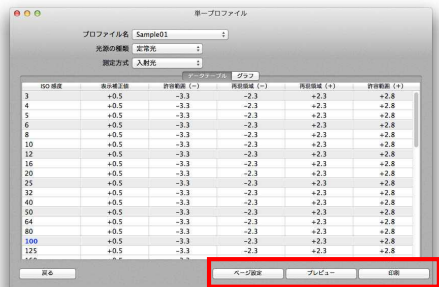 単一プロファイル
プロファイル名 Sample01
光源の種類 定常光
測定方式 入射光
データテーブル グラフ
ISO 感度 表示補正値 許容範囲（−） 再現領域（−） 再現領域（+） 許容範囲（+）
3 +0.5 -3.3 -2.3 +2.3 +2.8
4 +0.5 -3.3 -2.3 +2.3 +2.8
5 +0.5 -3.3 -2.3 +2.3 +2.8
6 +0.5 -3.3 -2.3 +2.3 +2.8
8 +0.5 -3.3 -2.3 +2.3 +2.8
10 +0.5 -3.3 -2.3 +2.3 +2.8
12 +0.5 -3.3 -2.3 +2.3 +2.8
16 +0.5 -3.3 -2.3 +2.3 +2.8
20 +0.5 -3.3 -2.3 +2.3 +2.8
25 +0.5 -3.3 -2.3 +2.3 +2.8
32 +0.5 -3.3 -2.3 +2.3 +2.8
40 +0.5 -3.3 -2.3 +2.3 +2.8
50 +0.5 -3.3 -2.3 +2.3 +2.8
64 +0.5 -3.3 -2.3 +2.3 +2.8
80 +0.5 -3.3 -2.3 +2.3 +2.8
100 +0.5 -3.3 -2.3 +2.3 +2.8
125 +0.5 -3.3 -2.3 +2.3 +2.8
戻る ページ設定 プレビュー 印刷